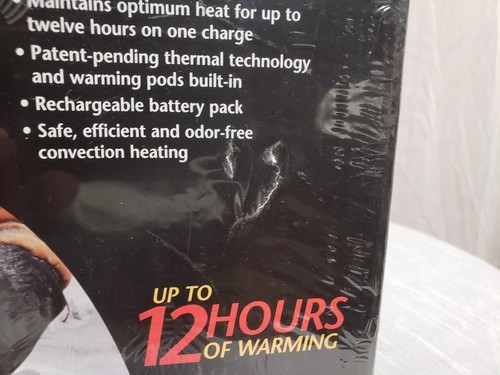 • Maintains optimum heat for up to
twelve hours on one charge
• Patent-pending thermal technology
and warming pods built-in
• Rechargeable battery pack
• Safe, efficient and odor-free
convection heating
UP TO
12 HOURS
OF WARMING